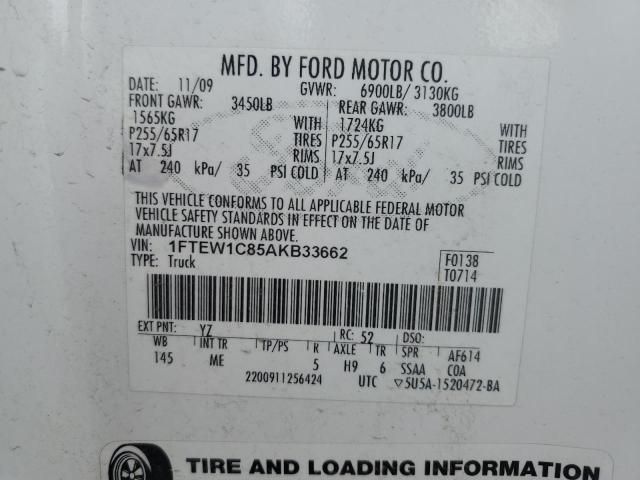 MFD. BY FORD MOTOR CO.
DATE: 11/09 GVWR: 6900LB/ 3130KG
FRONT GAWR: 3450LB REAR GAWR: 3800LB
1565KG WITH 1724KG WITH
P255/65R17 TIRES P255/65R17 TIRES
17x7.5J RIMS 17x7.5J RIMS
AT 240 kPa/ 35 PSI COLD AT 240 kPa/ 35 PSI COLD
THIS VEHICLE CONFORMS TO ALL APPLICABLE FEDERAL MOTOR
VEHICLE SAFETY STANDARDS IN EFFECT ON THE DATE OF
MANUFACTURE SHOWN ABOVE.
VIN: 1FTEW1C85AKB33662 F0138
TYPE: Truck T0714
EXT PNT: YZ RC: 52 DSO:
WB INT TR TP/PS R AXLE TR SPR AF614
145 ME 5 H9 6 SSAA COA
2200911256424 UTC ▽5U5A-1520472-BA
TIRE AND LOADING INFORMATION